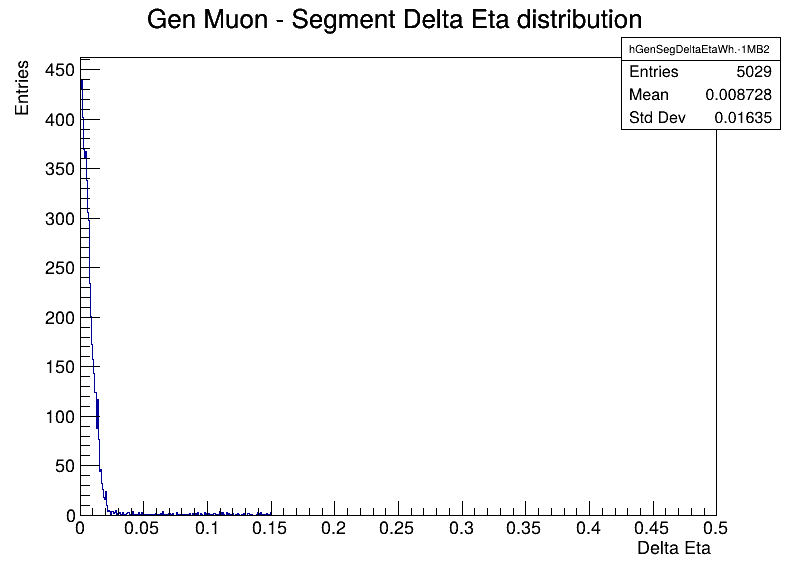 Gen Muon - Segment Delta Eta distribution
hGenSegDeltaEtaWh.-1MB2
Entries 5029
Mean 0.008728
Std Dev 0.01635
Entries
450
400
350
300
250
200
150
100
50
0
0 0.05 0.1 0.15 0.2 0.25 0.3 0.35 0.4 0.45 0.5
Delta Eta